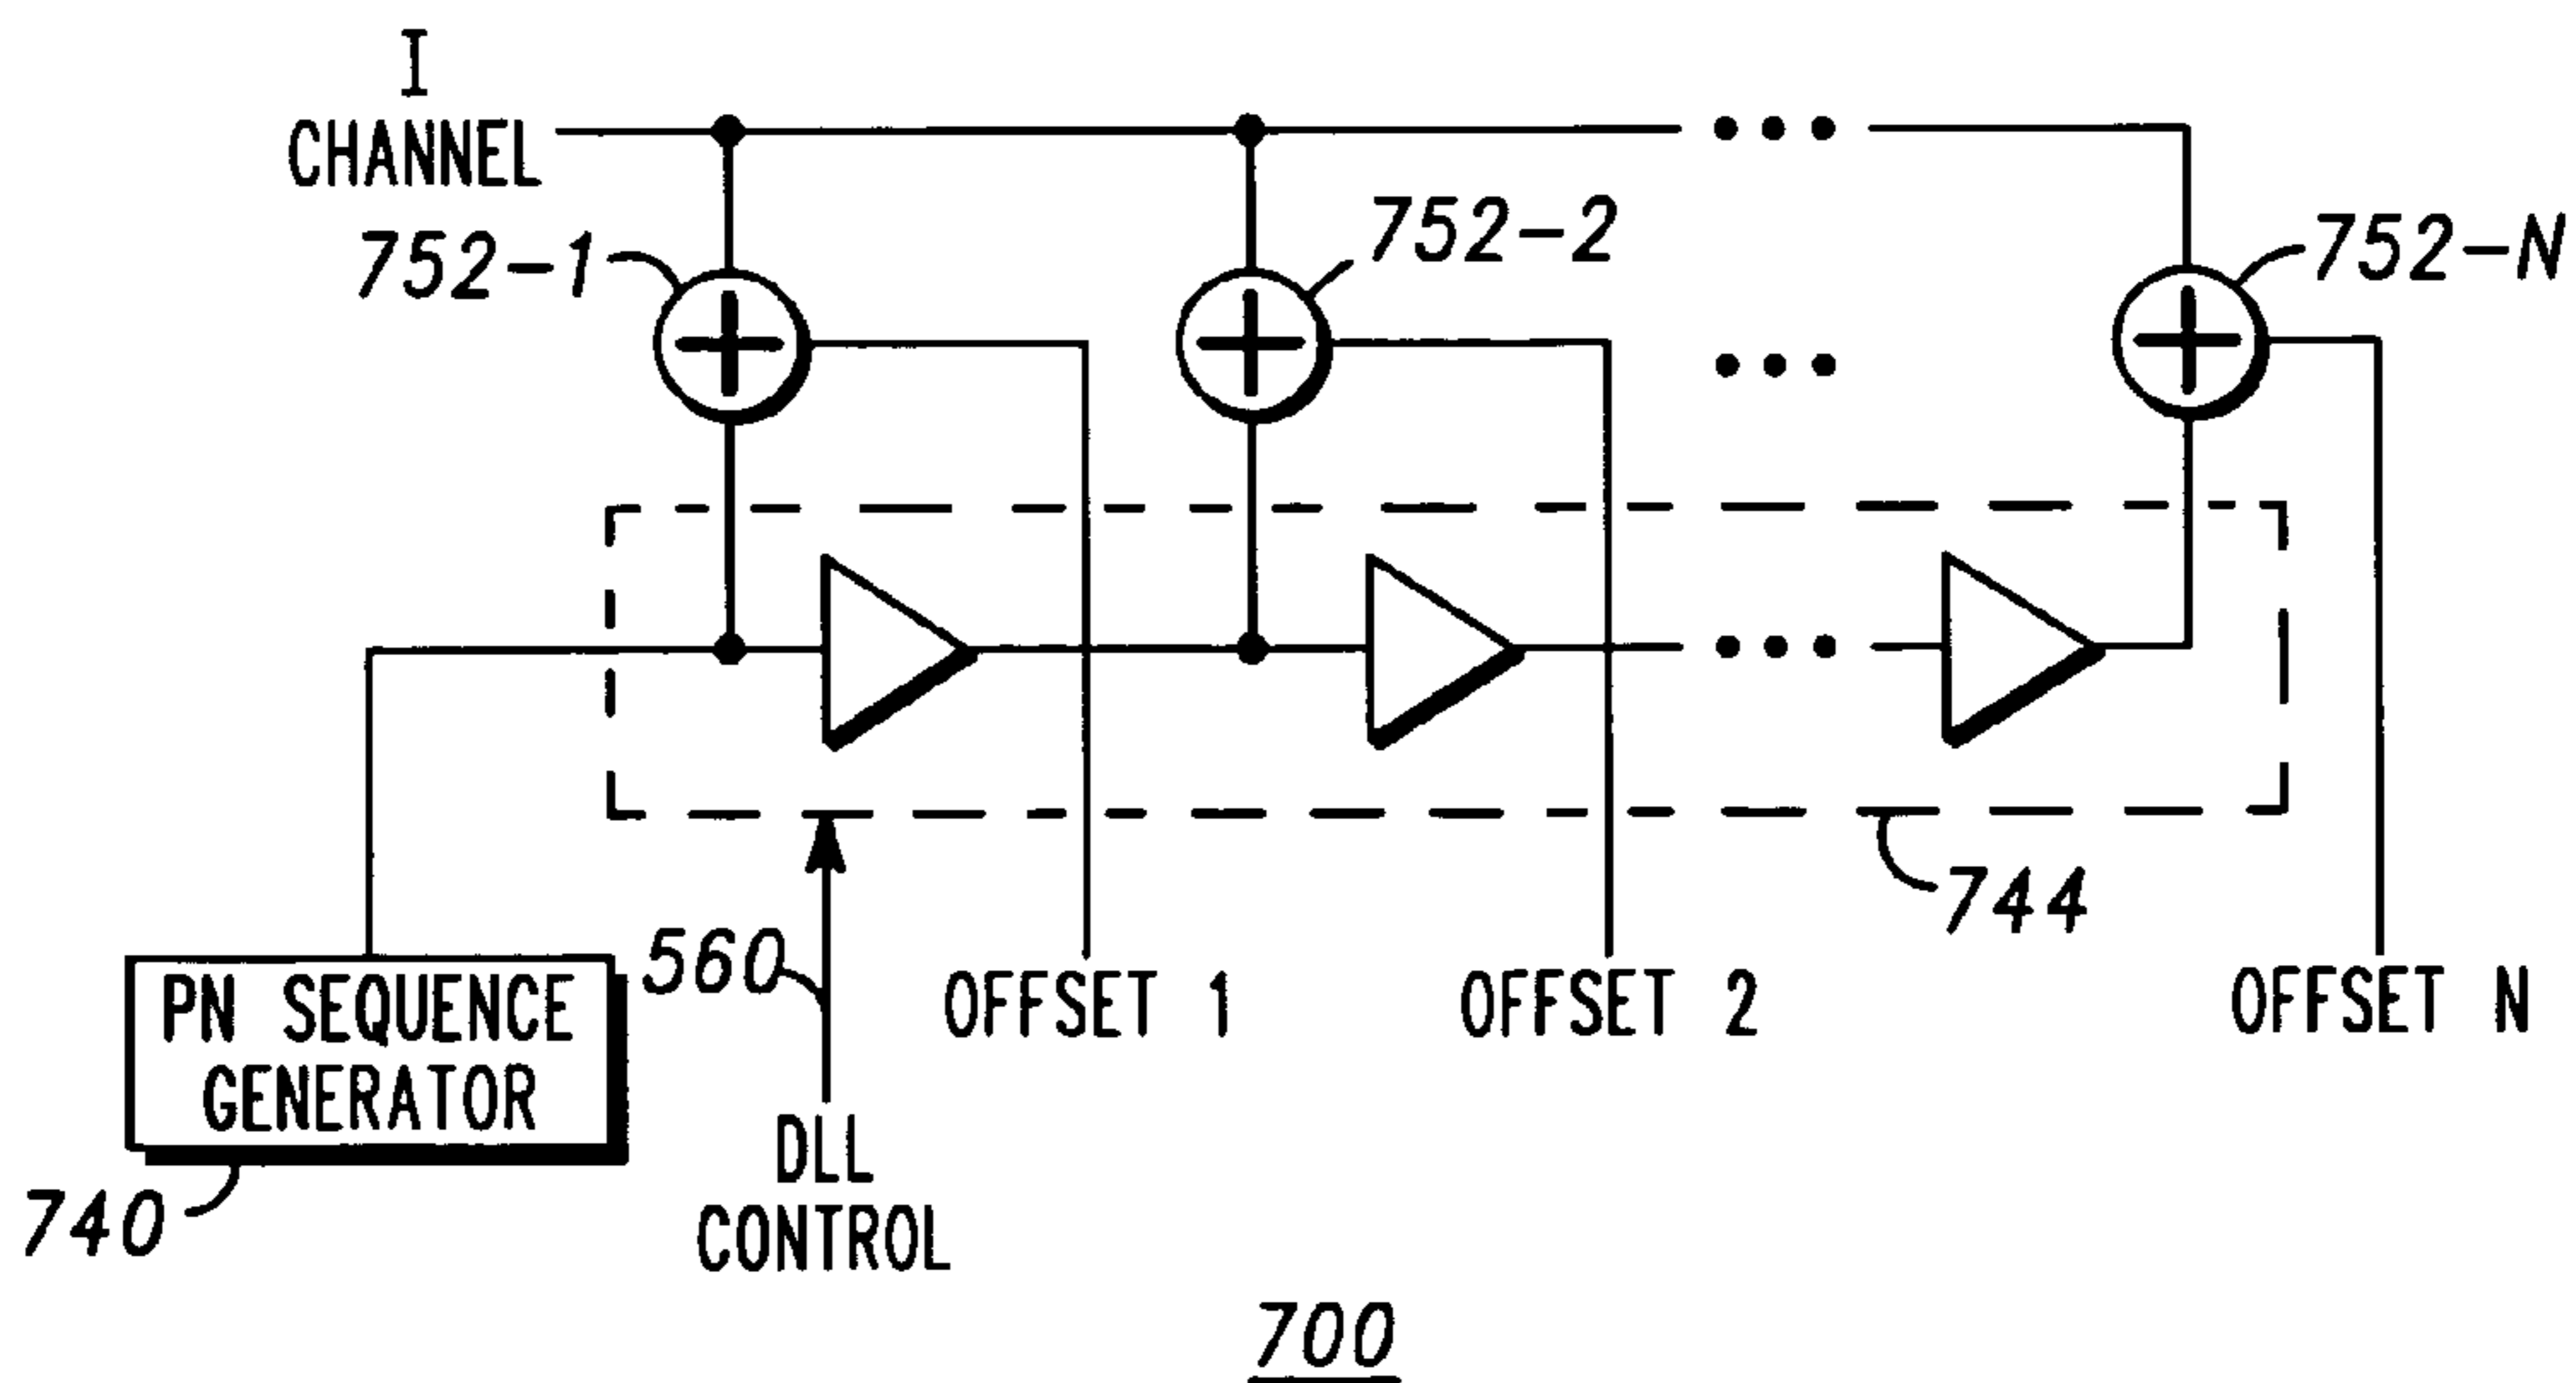 I
CHANNEL
752-1
752-2
752-N
744
560
OFFSET 1
OFFSET 2
OFFSET N
PN SEQUENCE
GENERATOR
740
DLL
CONTROL
700